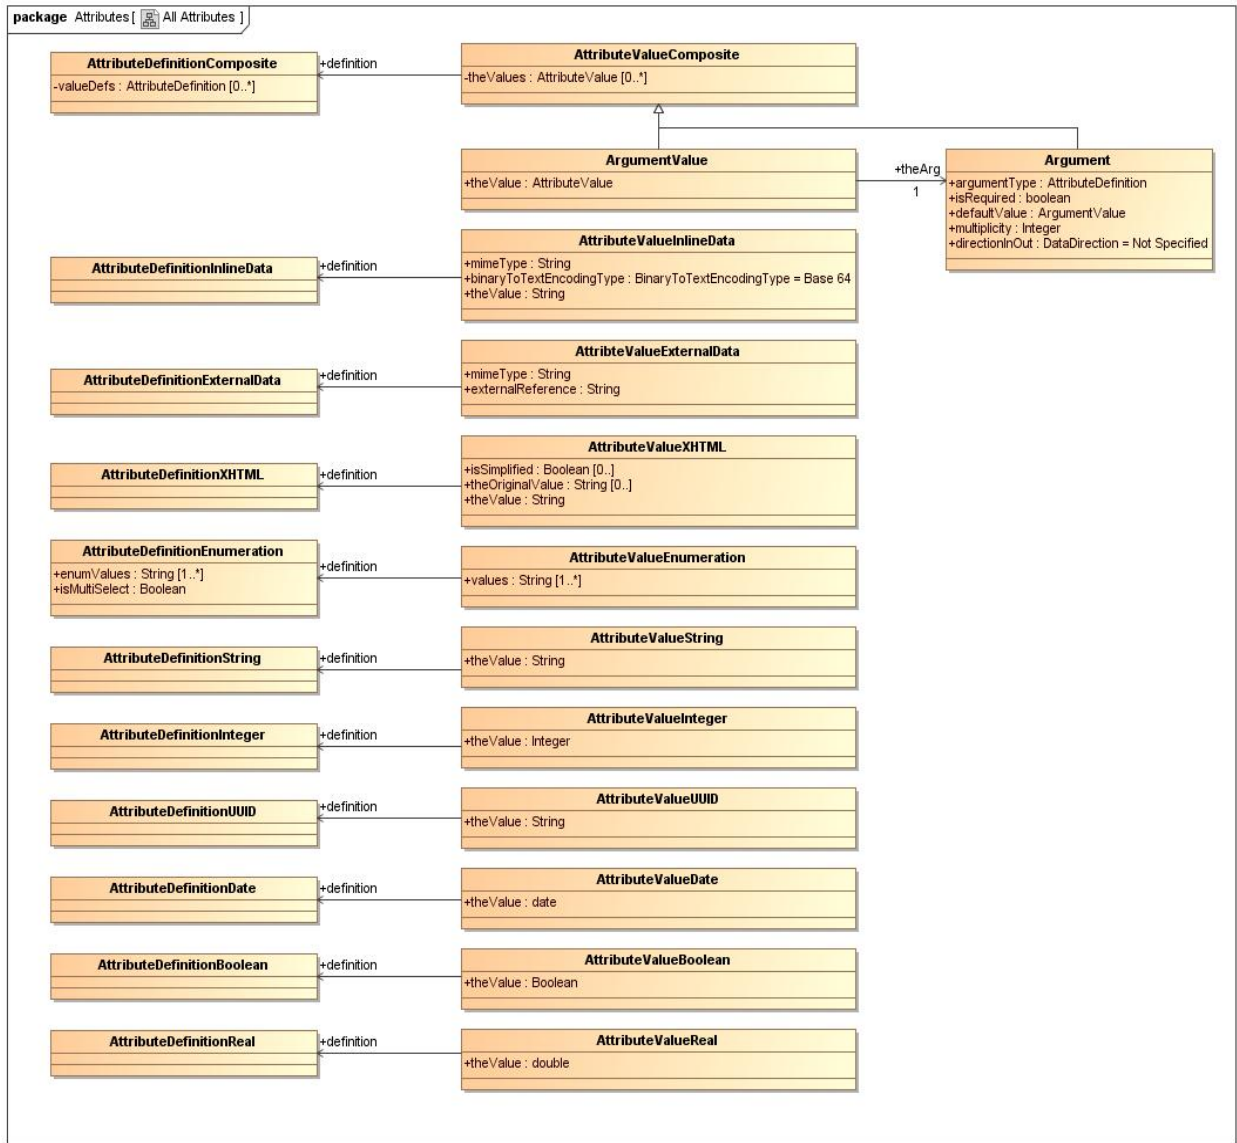 package Attributes [ All Attributes ]
AttributeDefinitionComposite
-valueDefs : AttributeDefinition [0..*]
+definition
AttributeValueComposite
-theValues : AttributeValue [0..*]
ArgumentValue
+theValue : AttributeValue
+theArg
1
Argument
+argumentType : AttributeDefinition
+isRequired : boolean
+defaultValue : ArgumentValue
+multiplicity : Integer
+directionInOut : DataDirection = Not Specified
AttributeDefinitionInlineData
+definition
AttributeValueInlineData
+mimeType : String
+binaryToTextEncodingType : BinaryToTextEncodingType = Base 64
+theValue : String
AttributeDefinitionExternalData
+definition
AttribteValueExternalData
+mimeType : String
+externalReference : String
AttributeDefinitionXHTML
+definition
AttributeValueXHTML
+isSimplified : Boolean [0..]
+theOriginalValue : String [0..]
+theValue : String
AttributeDefinitionEnumeration
+enumValues : String [1..*]
+isMultiSelect : Boolean
+definition
AttributeValueEnumeration
+values : String [1..*]
AttributeDefinitionString
+definition
AttributeValueString
+theValue : String
AttributeDefinitionInteger
+definition
AttributeValueInteger
+theValue : Integer
AttributeDefinitionUUID
+definition
AttributeValueUUID
+theValue : String
AttributeDefinitionDate
+definition
AttributeValueDate
+theValue : date
AttributeDefinitionBoolean
+definition
AttributeValueBoolean
+theValue : Boolean
AttributeDefinitionReal
+definition
AttributeValueReal
+theValue : double